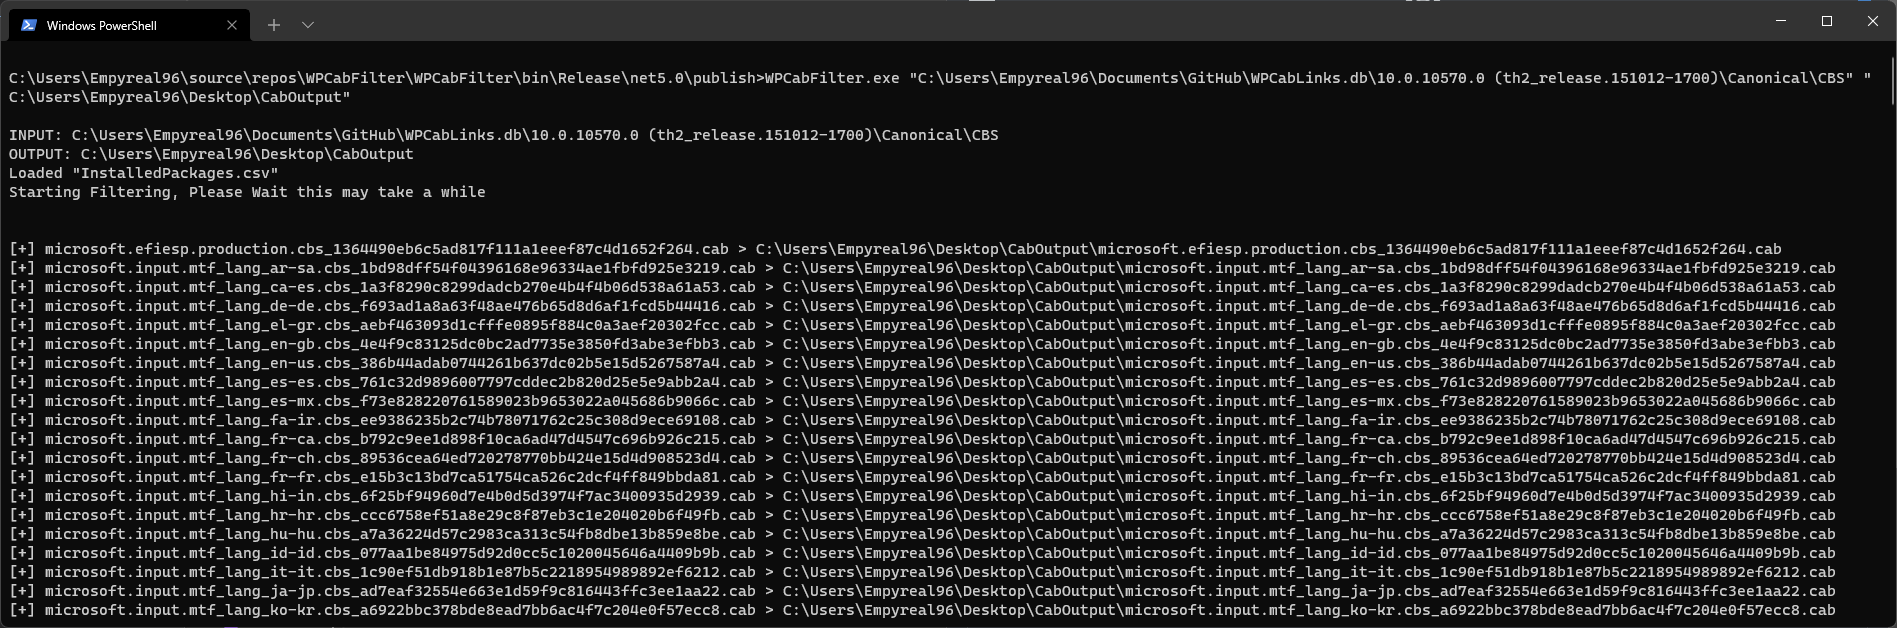 Windows PowerShell
C:\Users\Empyreal96\source\repos\WPCabFilter\WPCabFilter\bin\Release\net5.0\publish>WPCabFilter.exe "C:\Users\Empyreal96\Documents\GitHub\WPCabLinks.db\10.0.10570.0 (th2_release.151012-1700)\Canonical\CBS" "
C:\Users\Empyreal96\Desktop\CabOutput"
INPUT: C:\Users\Empyreal96\Documents\GitHub\WPCabLinks.db\10.0.10570.0 (th2_release.151012-1700)\Canonical\CBS
OUTPUT: C:\Users\Empyreal96\Desktop\CabOutput
Loaded "InstalledPackages.csv"
Starting Filtering, Please Wait this may take a while
[+] microsoft.efiesp.production.cbs_1364490eb6c5ad817f111a1eeef87c4d1652f264.cab > C:\Users\Empyreal96\Desktop\CabOutput\microsoft.efiesp.production.cbs_1364490eb6c5ad817f111a1eeef87c4d1652f264.cab
[+] microsoft.input.mtf_lang_ar-sa.cbs_1bd98dff54f04396168e96334ae1fbfd925e3219.cab > C:\Users\Empyreal96\Desktop\CabOutput\microsoft.input.mtf_lang_ar-sa.cbs_1bd98dff54f04396168e96334ae1fbfd925e3219.cab
[+] microsoft.input.mtf_lang_ca-es.cbs_1a3f8290c8299dadcb270e4b4f4b06d538a61a53.cab > C:\Users\Empyreal96\Desktop\CabOutput\microsoft.input.mtf_lang_ca-es.cbs_1a3f8290c8299dadcb270e4b4f4b06d538a61a53.cab
[+] microsoft.input.mtf_lang_de-de.cbs_f693ad1a8a63f48ae476b65d8d6af1fcd5b44416.cab > C:\Users\Empyreal96\Desktop\CabOutput\microsoft.input.mtf_lang_de-de.cbs_f693ad1a8a63f48ae476b65d8d6af1fcd5b44416.cab
[+] microsoft.input.mtf_lang_el-gr.cbs_aebf463093d1cfffe0895f884c0a3aef20302fcc.cab > C:\Users\Empyreal96\Desktop\CabOutput\microsoft.input.mtf_lang_el-gr.cbs_aebf463093d1cfffe0895f884c0a3aef20302fcc.cab
[+] microsoft.input.mtf_lang_en-gb.cbs_4e4f9c83125dc0bc2ad7735e3850fd3abe3efbb3.cab > C:\Users\Empyreal96\Desktop\CabOutput\microsoft.input.mtf_lang_en-gb.cbs_4e4f9c83125dc0bc2ad7735e3850fd3abe3efbb3.cab
[+] microsoft.input.mtf_lang_en-us.cbs_386b44adab0744261b637dc02b5e15d5267587a4.cab > C:\Users\Empyreal96\Desktop\CabOutput\microsoft.input.mtf_lang_en-us.cbs_386b44adab0744261b637dc02b5e15d5267587a4.cab
[+] microsoft.input.mtf_lang_es-es.cbs_761c32d9896007797cddec2b820d25e5e9abb2a4.cab > C:\Users\Empyreal96\Desktop\CabOutput\microsoft.input.mtf_lang_es-es.cbs_761c32d9896007797cddec2b820d25e5e9abb2a4.cab
[+] microsoft.input.mtf_lang_es-mx.cbs_f73e828220761589023b9653022a045686b9066c.cab > C:\Users\Empyreal96\Desktop\CabOutput\microsoft.input.mtf_lang_es-mx.cbs_f73e828220761589023b9653022a045686b9066c.cab
[+] microsoft.input.mtf_lang_fa-ir.cbs_ee9386235b2c74b78071762c25c308d9ece69108.cab > C:\Users\Empyreal96\Desktop\CabOutput\microsoft.input.mtf_lang_fa-ir.cbs_ee9386235b2c74b78071762c25c308d9ece69108.cab
[+] microsoft.input.mtf_lang_fr-ca.cbs_b792c9ee1d898f10ca6ad47d4547c696b926c215.cab > C:\Users\Empyreal96\Desktop\CabOutput\microsoft.input.mtf_lang_fr-ca.cbs_b792c9ee1d898f10ca6ad47d4547c696b926c215.cab
[+] microsoft.input.mtf_lang_fr-ch.cbs_89536cea64ed720278770bb424e15d4d908523d4.cab > C:\Users\Empyreal96\Desktop\CabOutput\microsoft.input.mtf_lang_fr-ch.cbs_89536cea64ed720278770bb424e15d4d908523d4.cab
[+] microsoft.input.mtf_lang_fr-fr.cbs_e15b3c13bd7ca51754ca526c2dcf4ff849bbda81.cab > C:\Users\Empyreal96\Desktop\CabOutput\microsoft.input.mtf_lang_fr-fr.cbs_e15b3c13bd7ca51754ca526c2dcf4ff849bbda81.cab
[+] microsoft.input.mtf_lang_hi-in.cbs_6f25bf94960d7e4b0d5d3974f7ac3400935d2939.cab > C:\Users\Empyreal96\Desktop\CabOutput\microsoft.input.mtf_lang_hi-in.cbs_6f25bf94960d7e4b0d5d3974f7ac3400935d2939.cab
[+] microsoft.input.mtf_lang_hr-hr.cbs_ccc6758ef51a8e29c8f87eb3c1e204020b6f49fb.cab > C:\Users\Empyreal96\Desktop\CabOutput\microsoft.input.mtf_lang_hr-hr.cbs_ccc6758ef51a8e29c8f87eb3c1e204020b6f49fb.cab
[+] microsoft.input.mtf_lang_hu-hu.cbs_a7a36224d57c2983ca313c54fb8dbe13b859e8be.cab > C:\Users\Empyreal96\Desktop\CabOutput\microsoft.input.mtf_lang_hu-hu.cbs_a7a36224d57c2983ca313c54fb8dbe13b859e8be.cab
[+] microsoft.input.mtf_lang_id-id.cbs_077aa1be84975d92d0cc5c1020045646a4409b9b.cab > C:\Users\Empyreal96\Desktop\CabOutput\microsoft.input.mtf_lang_id-id.cbs_077aa1be84975d92d0cc5c1020045646a4409b9b.cab
[+] microsoft.input.mtf_lang_it-it.cbs_1c90ef51db918b1e87b5c2218954989892ef6212.cab > C:\Users\Empyreal96\Desktop\CabOutput\microsoft.input.mtf_lang_it-it.cbs_1c90ef51db918b1e87b5c2218954989892ef6212.cab
[+] microsoft.input.mtf_lang_ja-jp.cbs_ad7eaf32554e663e1d59f9c816443ffc3ee1aa22.cab > C:\Users\Empyreal96\Desktop\CabOutput\microsoft.input.mtf_lang_ja-jp.cbs_ad7eaf32554e663e1d59f9c816443ffc3ee1aa22.cab
[+] microsoft.input.mtf_lang_ko-kr.cbs_a6922bbc378bde8ead7bb6ac4f7c204e0f57ecc8.cab > C:\Users\Empyreal96\Desktop\CabOutput\microsoft.input.mtf_lang_ko-kr.cbs_a6922bbc378bde8ead7bb6ac4f7c204e0f57ecc8.cab